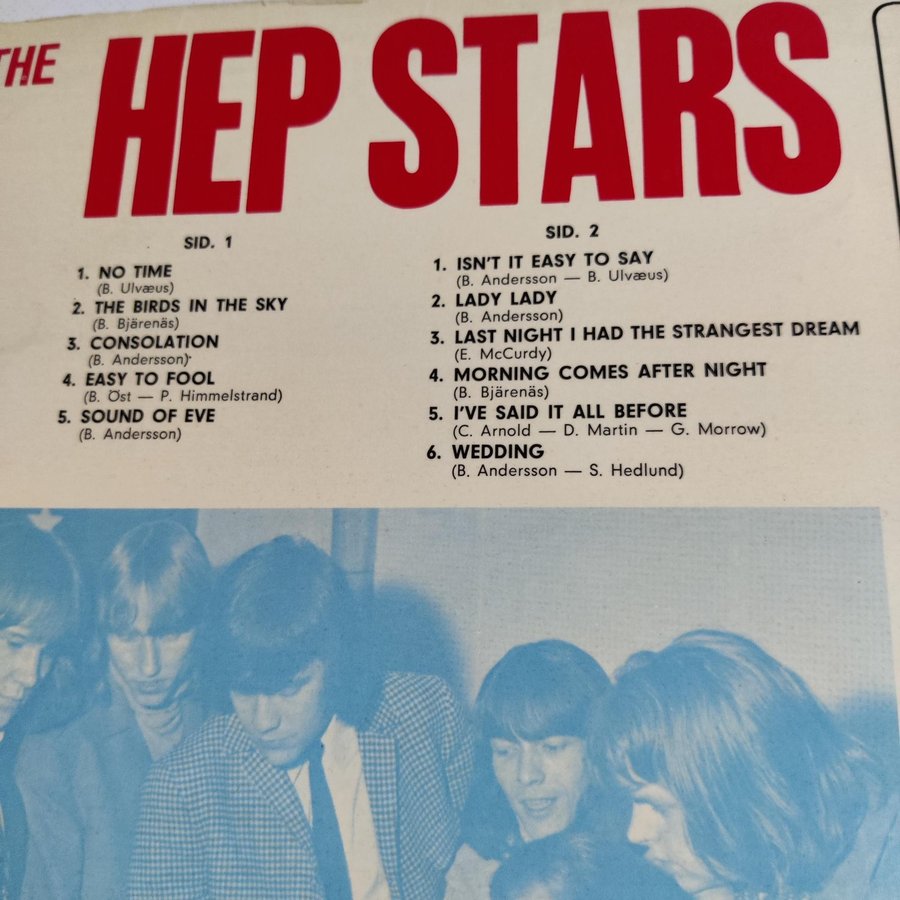 THE HEP STARS
SID. 1
1. NO TIME
(B. Ulvæus)
2. THE BIRDS IN THE SKY
(B. Bjärenäs)
3. CONSOLATION
(B. Andersson)
4. EASY TO FOOL
(B. Öst — P. Himmelstrand)
5. SOUND OF EVE
(B. Andersson)
SID. 2
1. ISN'T IT EASY TO SAY
(B. Andersson — B. Ulvæus)
2. LADY LADY
(B. Andersson)
3. LAST NIGHT I HAD THE STRANGEST DREAM
(E. McCurdy)
4. MORNING COMES AFTER NIGHT
(B. Bjärenäs)
5. I'VE SAID IT ALL BEFORE
(C. Arnold — D. Martin — G. Morrow)
6. WEDDING
(B. Andersson — S. Hedlund)